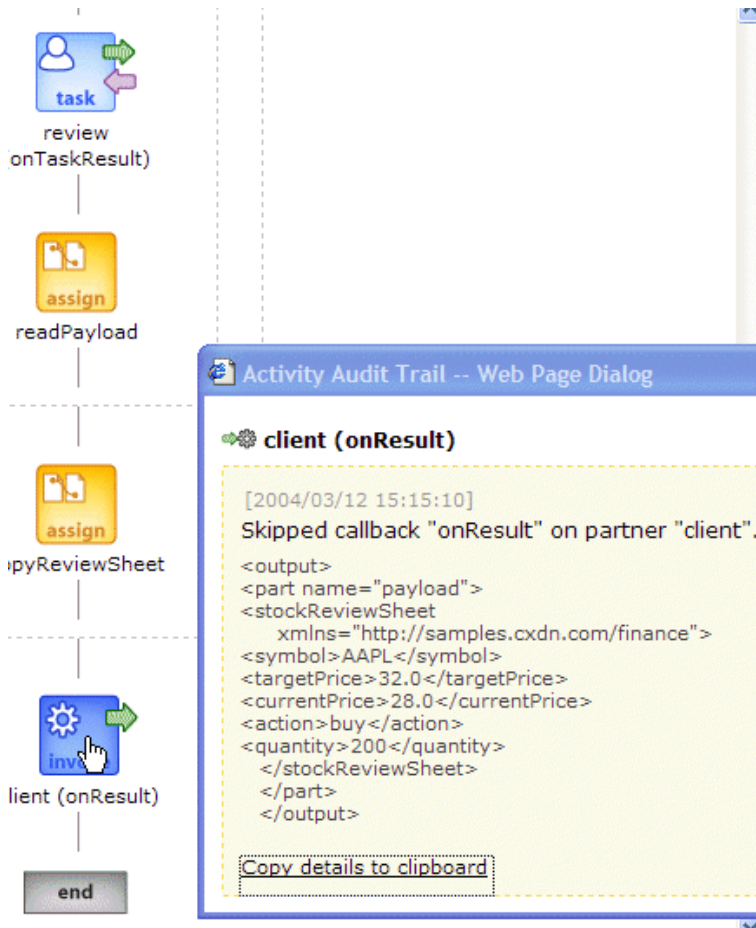 task
review
onTaskResult)
assign
readPayload
Activity Audit Trail -- Web Page Dialog
client (onResult)
[2004/03/12 15:15:10]
Skipped callback "onResult" on partner "client".
assign
pyReviewSheet
<output>
<part name="payload">
<stockReviewSheet
xmlns="http://samples.cxdn.com/finance">
<symbol>AAPL</symbol>
<targetPrice>32.0</targetPrice>
<currentPrice>28.0</currentPrice>
<action>buy</action>
<quantity>200</quantity>
</stockReviewSheet>
</part>
</output>
inv
lient (onResult)
Copy details to clipboard
end